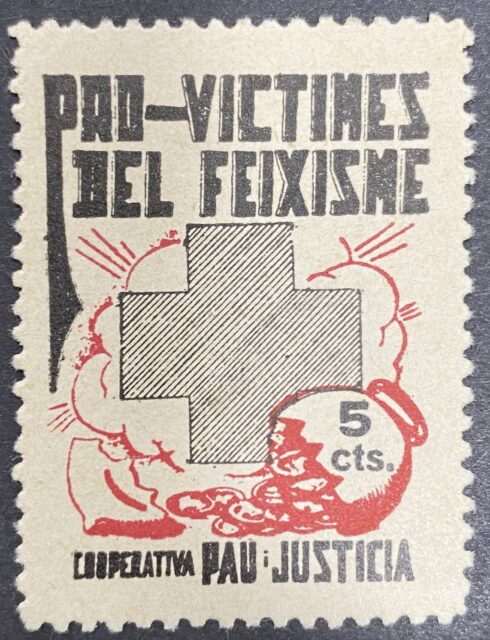 PRO-VICTIMES
DEL FEIXISME
5
cts.
COOPERATIVA PAU i JUSTICIA